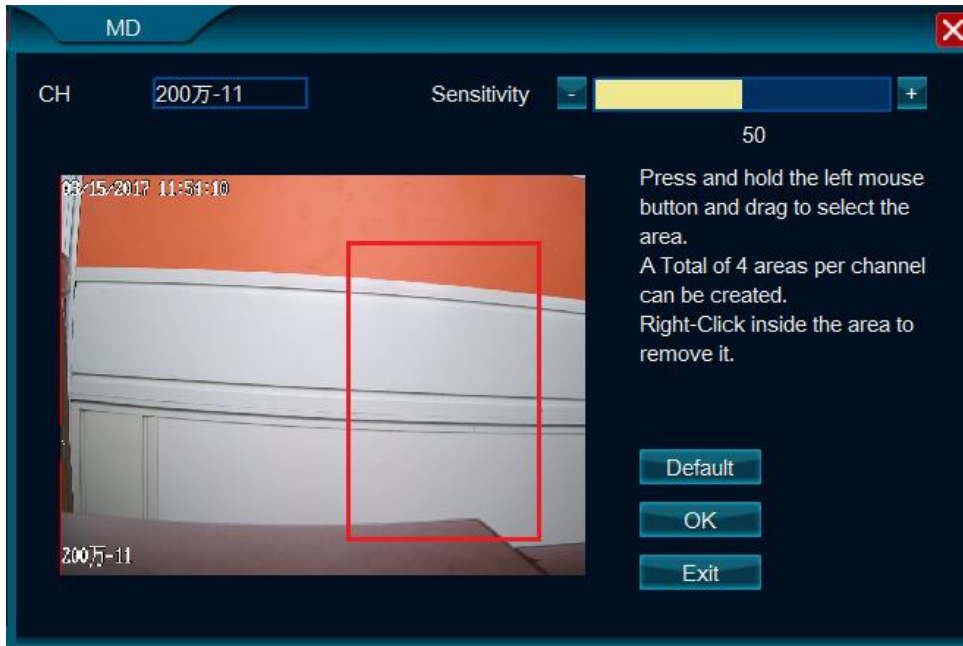 MD
CH
200万-11
Sensitivity
-
+
50
03/15/2017 11:54:10
200万-11
Press and hold the left mouse
button and drag to select the
area.
A Total of 4 areas per channel
can be created.
Right-Click inside the area to
remove it.
Default
OK
Exit